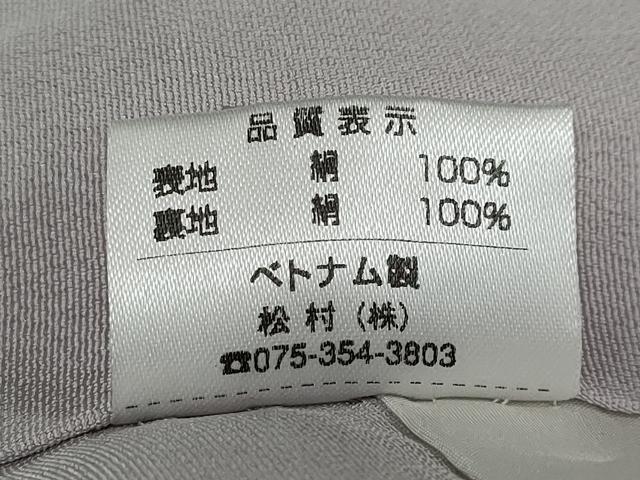 品質表示
表地 絹 100%
裏地 絹 100%
ベトナム製
松村（株）
☎075-354-3803